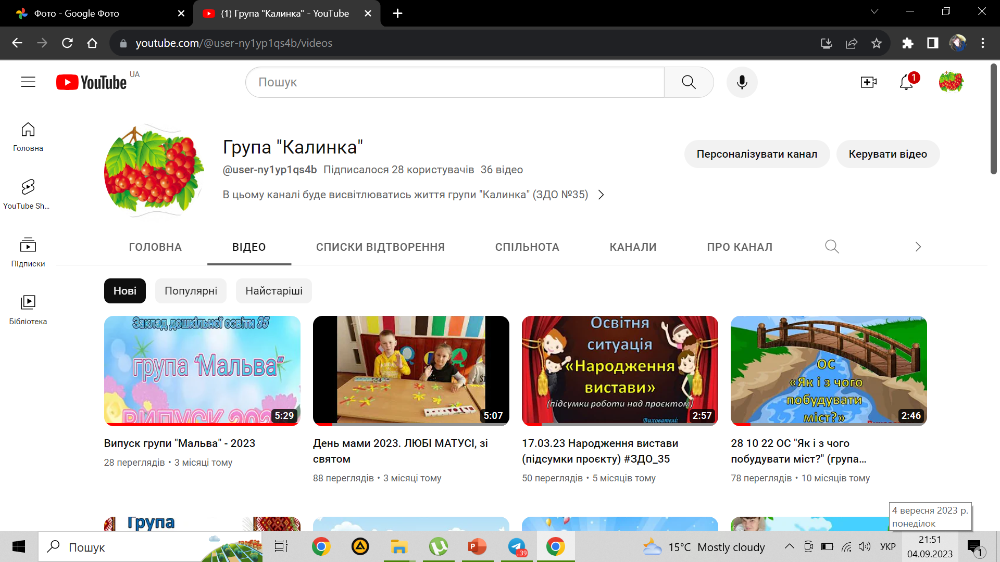 Фото - Google Фото
(1) Група "Калинка" - YouTube
youtube.com/@user-ny1yp1qs4b/videos
YouTube UA
Пошук
1
Головна
YouTube Sh...
Підписки
Бібліотека
Група "Калинка"
@user-ny1yp1qs4b Підписалося 28 користувачів 36 відео
В цьому каналі буде висвітлюватись життя групи "Калинка" (ЗДО №35)
Персоналізувати канал
Керувати відео
ГОЛОВНА ВІДЕО СПИСКИ ВІДТВОРЕННЯ СПІЛЬНОТА КАНАЛИ ПРО КАНАЛ
Нові Популярні Найстаріші
Заклад дошкільної освіти 35
група "Мальва"
ВИПУСК 202
5:29
5:07
Освітня
ситуація
«Народження
вистави»
(підсумки роботи над проєктом)
Вихователі:
2:57
ОС
«Як і з чого
побудувати
міст?»
2:46
Випуск групи "Мальва" - 2023
28 переглядів • 3 місяці тому
День мами 2023. ЛЮБІ МАТУСІ, зі
святом
88 переглядів • 3 місяці тому
17.03.23 Народження вистави
(підсумки проєкту) #ЗДО_35
50 переглядів • 5 місяців тому
28 10 22 ОС "Як і з чого
побудувати міст?" (група...
78 переглядів • 10 місяців тому
Група
4 вересня 2023 р.
понеділок
Пошук
..39
15°C Mostly cloudy
УКР
21:51
04.09.2023
1